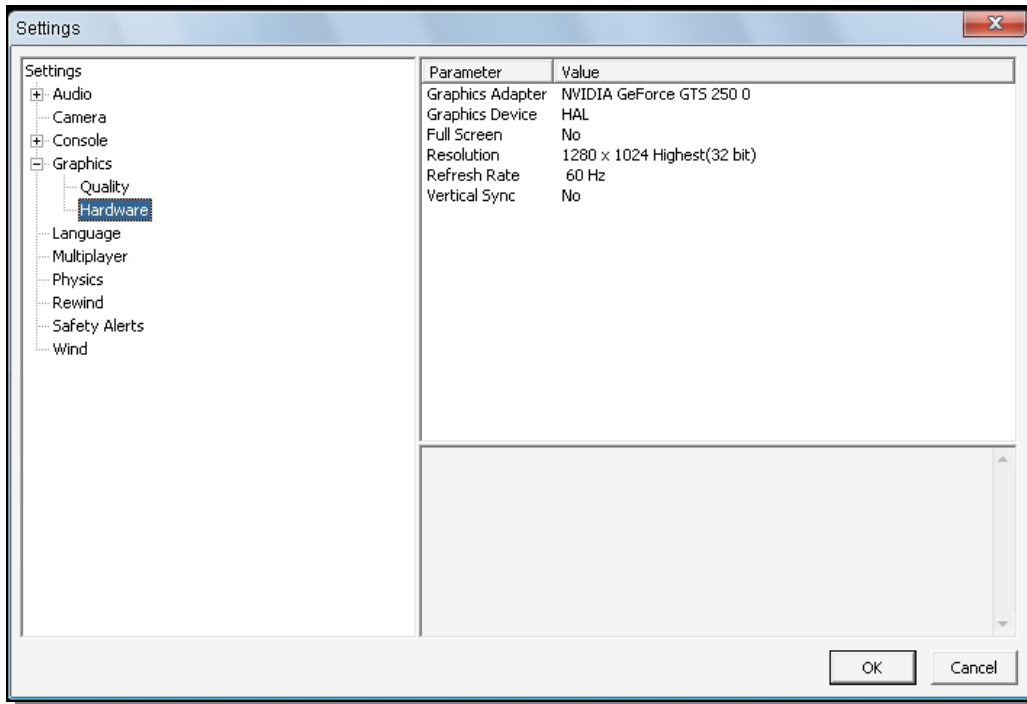 Settings
Settings
Audio
Camera
Console
Graphics
Quality
Hardware
Language
Multiplayer
Physics
Rewind
Safety Alerts
Wind
Parameter Value
Graphics Adapter NVIDIA GeForce GTS 250 0
Graphics Device HAL
Full Screen No
Resolution 1280 x 1024 Highest(32 bit)
Refresh Rate 60 Hz
Vertical Sync No
OK Cancel